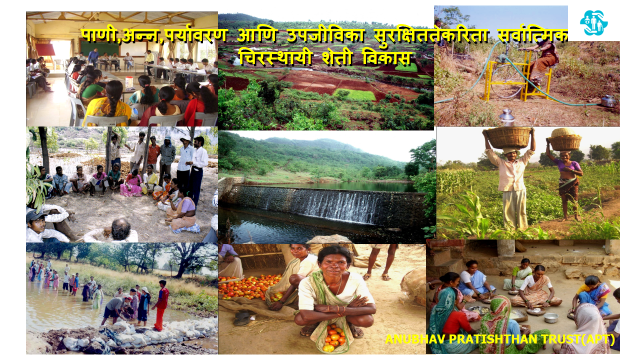 पाणी,अन्न,पर्यावरण आणि उपजीविका सुरक्षिततेकरिता सर्वात्मिक
चिरस्थायी शेती विकास
ANUBHAV PRATISHTHAN TRUST(APT)